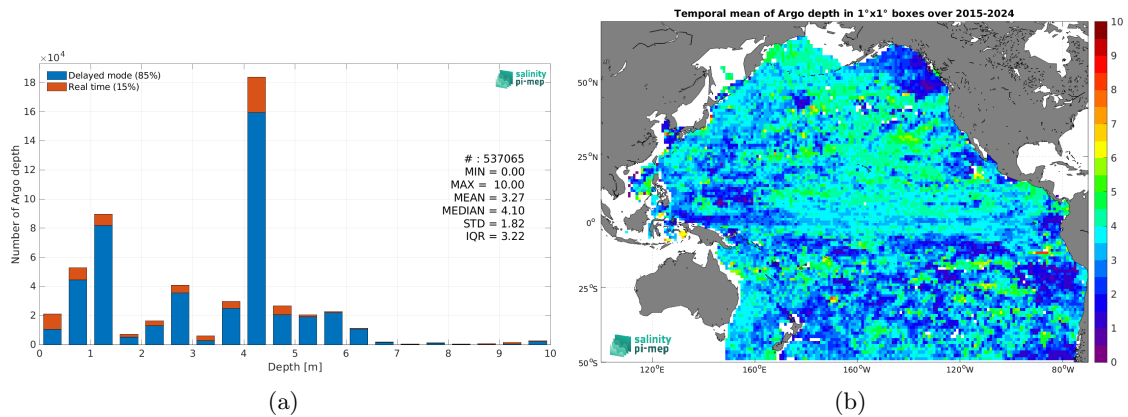 ×10⁴
Delayed mode (85%)
Real time (15%)
salinity
pi-mep
18
16
14
12
10
8
6
4
2
0
Number of Argo depth
# : 537065
MIN = 0.00
MAX = 10.00
MEAN = 3.27
MEDIAN = 4.10
STD = 1.82
IQR = 3.22
0 1 2 3 4 5 6 7 8 9 10
Depth [m]
(a)
Temporal mean of Argo depth in 1°x1° boxes over 2015-2024
50°N
25°N
0°
25°S
50°S
120°E 160°E 160°W 120°W 80°W
salinity
pi-mep
10
9
8
7
6
5
4
3
2
1
0
(b)